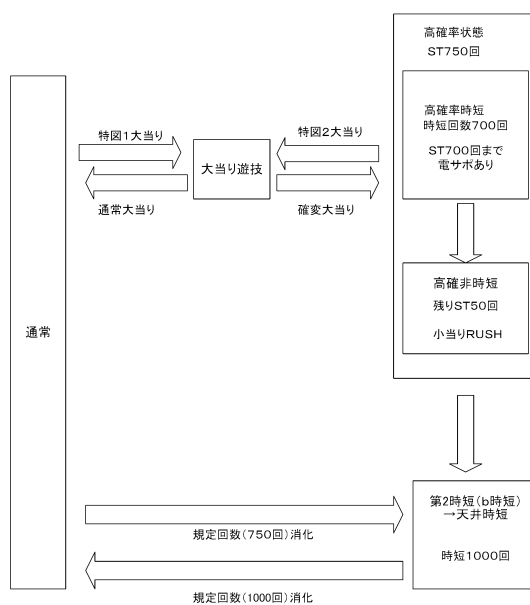 高確率状態
ST750回
高確率時短
時短回数700回
ST700回まで
電サポあり
特図1大当り
特図2大当り
大当り遊技
通常大当り
確変大当り
高確非時短
残りST50回
小当りRUSH
通常
第2時短(b時短)
→天井時短
時短1000回
規定回数(750回)消化
規定回数(1000回)消化